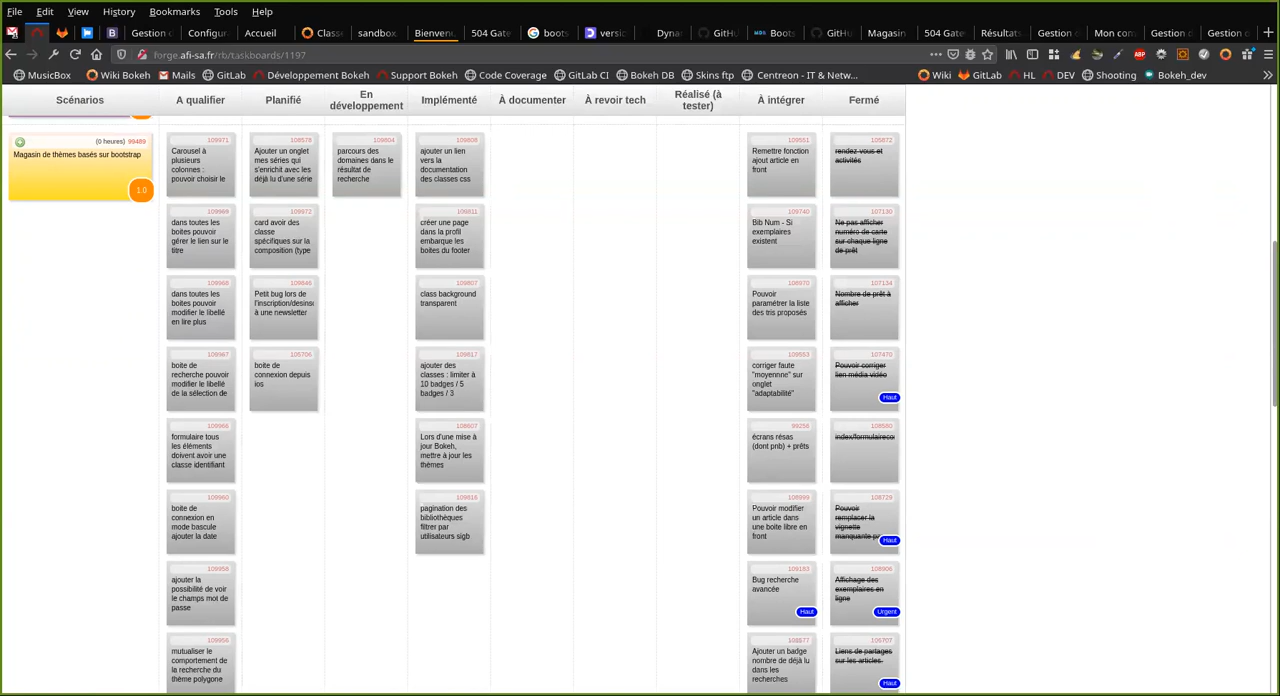 File Edit View History Bookmarks Tools Help
Gestion Configur Accueil Classe sandbox Bienven 504 Gate boots versic Dynar GitHu Boots GitHu Magasin 504 Gate Résultats Gestion Mon com Gestion d Gestion d
forge.afi-sa.fr/rb/taskboards/1197
MusicBox Wiki Bokeh Mails GitLab Développement Bokeh Support Bokeh Code Coverage GitLab CI Bokeh DB Skins ftp Centreon - IT & Netw... Wiki GitLab HL DEV Shooting Bokeh_dev
Scénarios
A qualifier
Planifié
En
développement
Implémenté
À documenter
À revoir tech
Réalisé (à
tester)
À intégrer
Fermé
(0 heures) 99489
Magasin de thèmes basés sur bootstrap
1.0
109971
Carousel à
plusieurs
colonnes :
pouvoir choisir le
109969
dans toutes les
boites pouvoir
gérer le lien sur le
titre
109968
dans toutes les
boites pouvoir
modifier le libellé
en lire plus
109967
boite de
recherche pouvoir
modifier le libellé
de la sélection de
109966
formulaire tous
les éléments
doivent avoir une
classe identifiant
109960
boite de
connexion en
mode bascule
ajouter la date
109958
ajouter la
possibilité de voir
le champs mot de
passe
109956
mutualiser le
comportement de
la recherche du
thème polygone
109578
Ajouter un onglet
mes séries qui
s'enrichit avec les
déjà lu d'une série
109972
card avoir des
classe
spécifiques sur la
composition (type
109846
Petit bug lors de
l'inscription/desinsc
à une newsletter
105706
boite de
connexion depuis
ios
109804
parcours des
domaines dans le
résultat de
recherche
109808
ajouter un lien
vers la
documentation
des classes css
109811
créer une page
dans la profil
embarque les
boites du footer
109807
class background
transparent
109817
ajouter des
classes : limiter à
10 badges / 5
badges / 3
108607
Lors d'une mise à
jour Bokeh,
mettre à jour les
thèmes
109816
pagination des
bibliothèques
filtrer par
utilisateurs sigb
109551
Remettre fonction
ajout article en
front
109740
Bib Num - Si
exemplaires
existent
106970
Pouvoir
paramétrer la liste
des tris proposés
109553
corriger faute
"moyennne" sur
onglet
"adaptabilité"
99256
écrans résas
(dont pnb) + prêts
108999
Pouvoir modifier
un article dans
une boite libre en
front
109183
Bug recherche
avancée
Haut
108577
Ajouter un badge
nombre de déjà lu
dans les
recherches
105872
rendez-vous et
activités
107130
Ne pas afficher
numéro de carte
sur chaque ligne
de prêt
107134
Nombre de prêt à
afficher
107470
Pouvoir corriger
lien média vidéo
Haut
108580
index/formulaireco
108729
Pouvoir
remplacer la
vignette
manquante
Haut
108906
Affichage des
exemplaires en
ligne
Urgent
106707
Liens de partages
sur les articles.
Haut